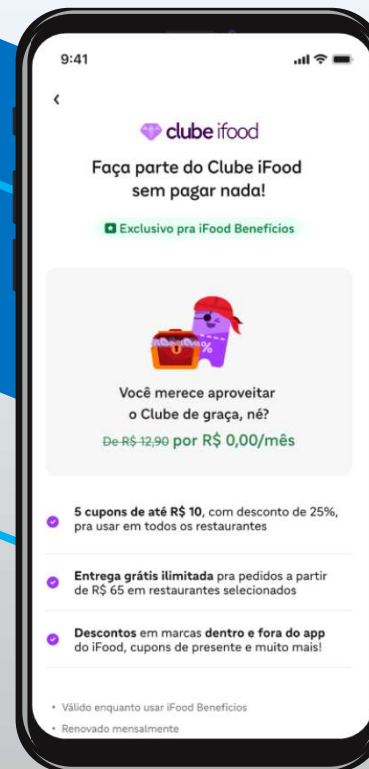 9:41
clube ifood
Faça parte do Clube iFood
sem pagar nada!
Exclusivo pra iFood Benefícios
%
Você merece aproveitar
o Clube de graça, né?
De R$ 12,90 por R$ 0,00/mês
5 cupons de até R$ 10, com desconto de 25%,
pra usar em todos os restaurantes
Entrega grátis ilimitada pra pedidos a partir
de R$ 65 em restaurantes selecionados
Descontos em marcas dentro e fora do app
do iFood, cupons de presente e muito mais!
• Válido enquanto usar iFood Benefícios
• Renovado mensalmente